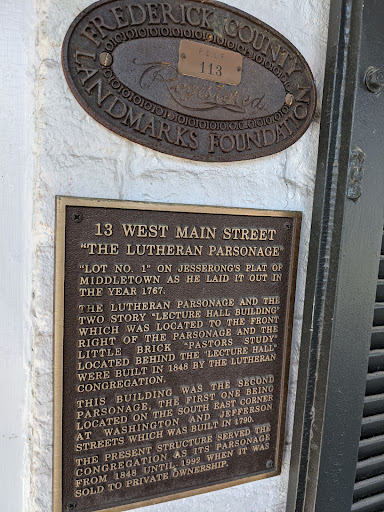 FREDERICK COUNTY
PLLT
113
LANDMARKS FOUNDATION
13 WEST MAIN STREET
"THE LUTHERAN PARSONAGE"
"LOT NO. 1" ON JESSERONG'S PLAT OF
MIDDLETOWN AS HE LAID IT OUT IN
THE YEAR 1767.
THE LUTHERAN PARSONAGE AND THE
TWO STORY "LECTURE HALL BUILDING"
WHICH WAS LOCATED TO THE FRONT
RIGHT OF THE PARSONAGE AND THE
LITTLE BRICK "PASTORS STUDY"
LOCATED BEHIND THE "LECTURE HALL"
WERE BUILT IN 1848 BY THE LUTHERAN
CONGREGATION.
THIS BUILDING WAS THE SECOND
PARSONAGE, THE FIRST ONE BEING
LOCATED ON THE SOUTH EAST CORNER
AT WASHINGTON AND JEFFERSON
STREETS WHICH WAS BUILT IN 1790.
THE PRESENT STRUCTURE SERVED THE
CONGREGATION AS ITS PARSONAGE
FROM 1848 UNTIL 1992 WHEN IT WAS
SOLD TO PRIVATE OWNERSHIP.